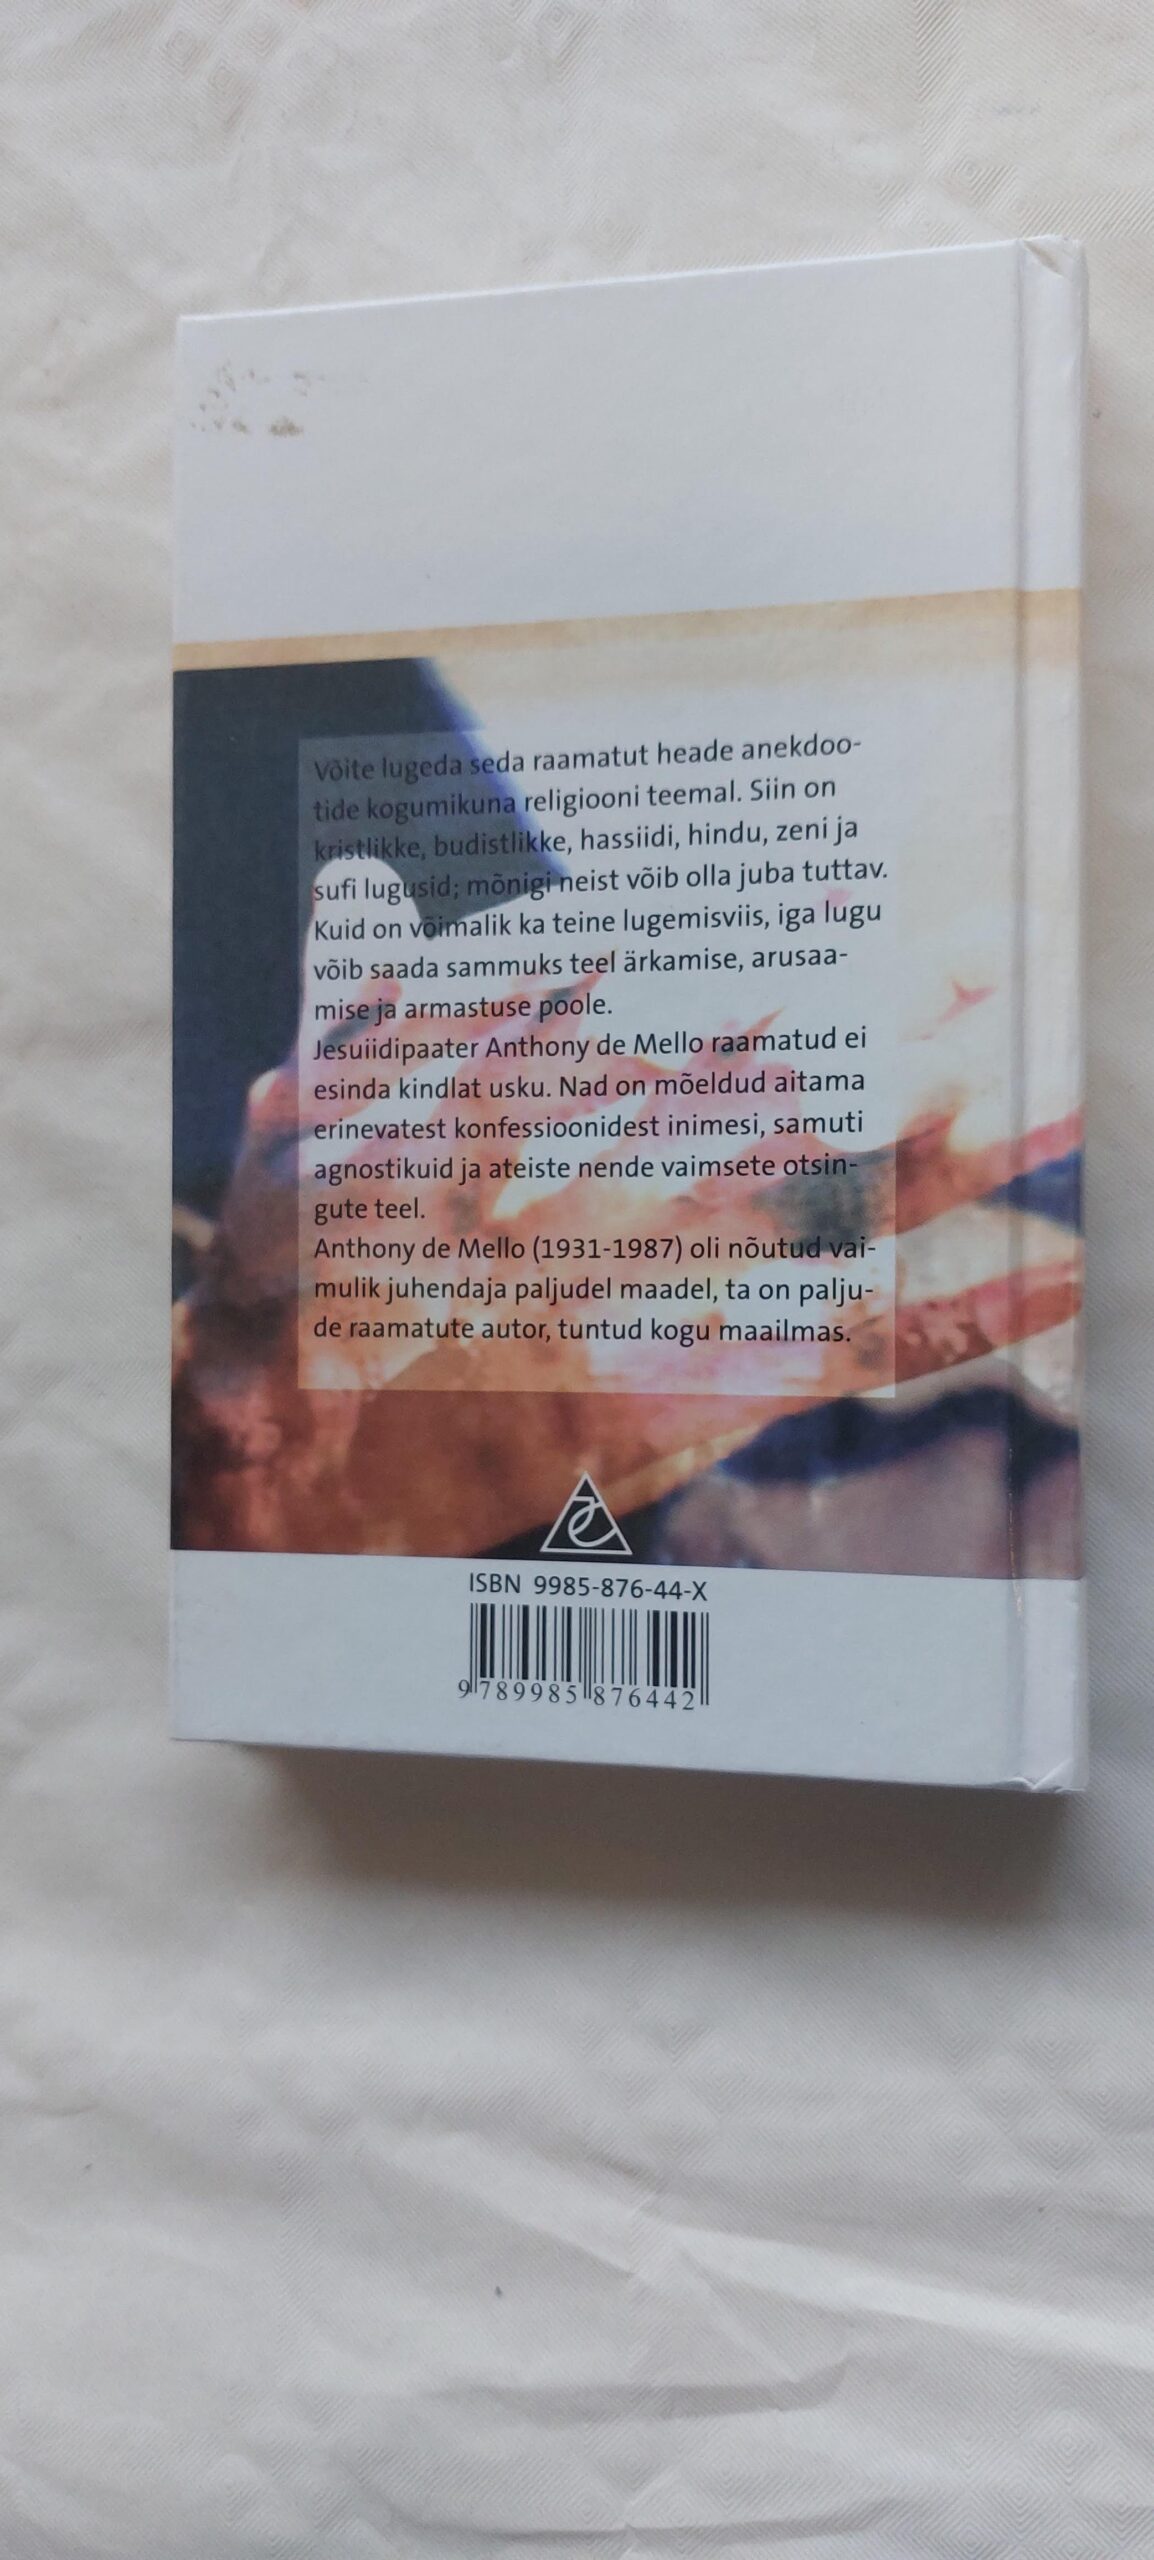 Võite lugeda seda raamatut heade anekdoo-
tide kogumikuna religiooni teemal. Siin on
kristlikke, budistlikke, hassiidi, hindu, zeni ja
sufi lugusid; mõnigi neist võib olla juba tuttav.
Kuid on võimalik ka teine lugemisviis, iga lugu
võib saada sammuks teel ärkamise, arusaa-
mise ja armastuse poole.
Jesuiidipaater Anthony de Mello raamatud ei
esinda kindlat usku. Nad on mõeldud aitama
erinevatest konfessioonidest inimesi, samuti
agnostikuid ja ateiste nende vaimsete otsin-
gute teel.
Anthony de Mello (1931-1987) oli nõutud vai-
mulik juhendaja paljudel maadel, ta on palju-
de raamatute autor, tuntud kogu maailmas.
ISBN 9985-876-44-X
9 789985 876442